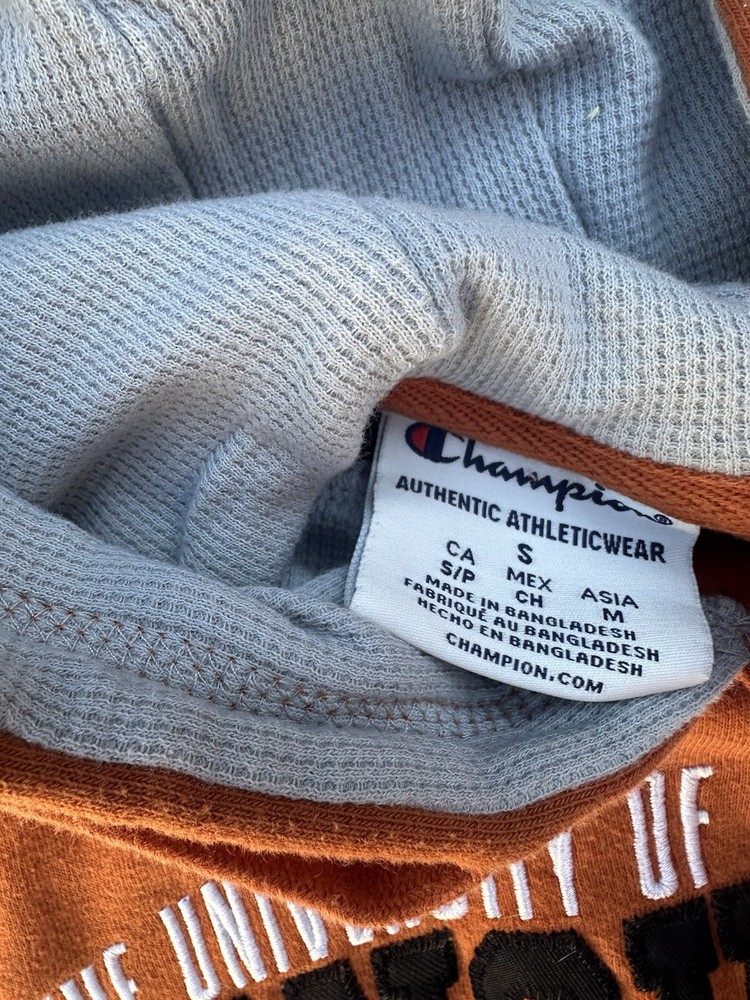 Champion®
AUTHENTIC ATHLETICWEAR
S
CA MEX ASIA
S/P CH M
MADE IN BANGLADESH
FABRIQUÉ AU BANGLADESH
HECHO EN BANGLADESH
CHAMPION.COM
THE UNIVERSITY OF